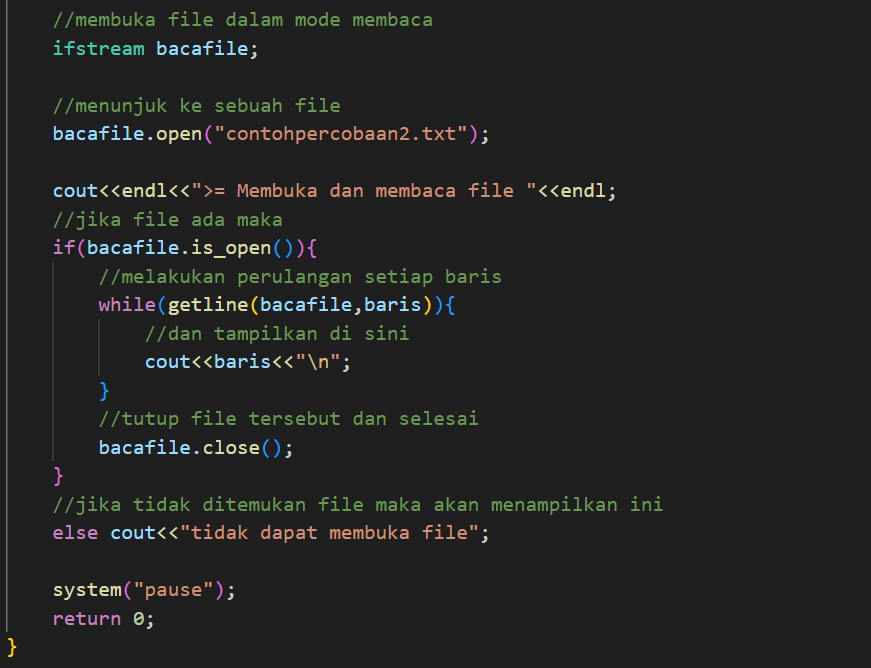 //membuka file dalam mode membaca
ifstream bacafile;
//menunjuk ke sebuah file
bacafile.open("contohpercobaan2.txt");
cout<<endl<<">= Membuka dan membaca file "<<endl;
//jika file ada maka
if(bacafile.is_open()){
//melakukan perulangan setiap baris
while(getline(bacafile,baris)){
//dan tampilkan di sini
cout<<baris<<"\n";
}
//tutup file tersebut dan selesai
bacafile.close();
}
//jika tidak ditemukan file maka akan menampilkan ini
else cout<<"tidak dapat membuka file";
system("pause");
return 0;
}